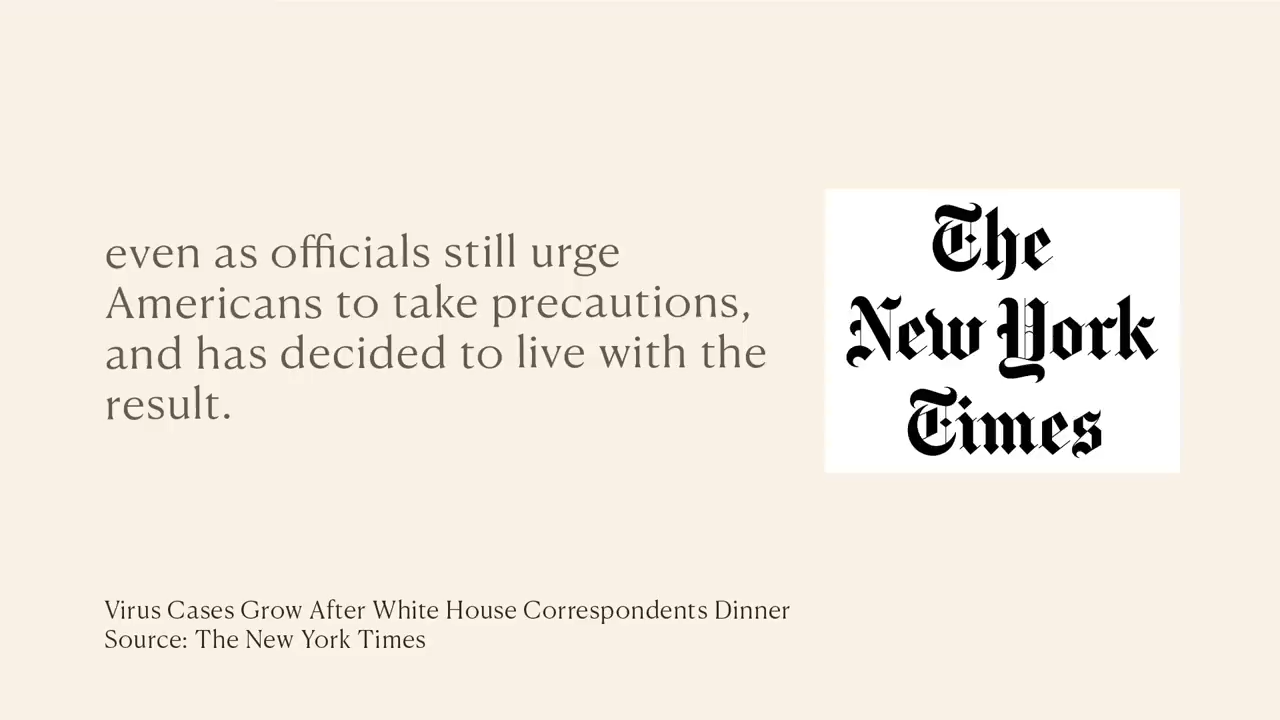 even as officials still urge
Americans to take precautions,
and has decided to live with the
result.
The
New York
Times
Virus Cases Grow After White House Correspondents Dinner
Source: The New York Times